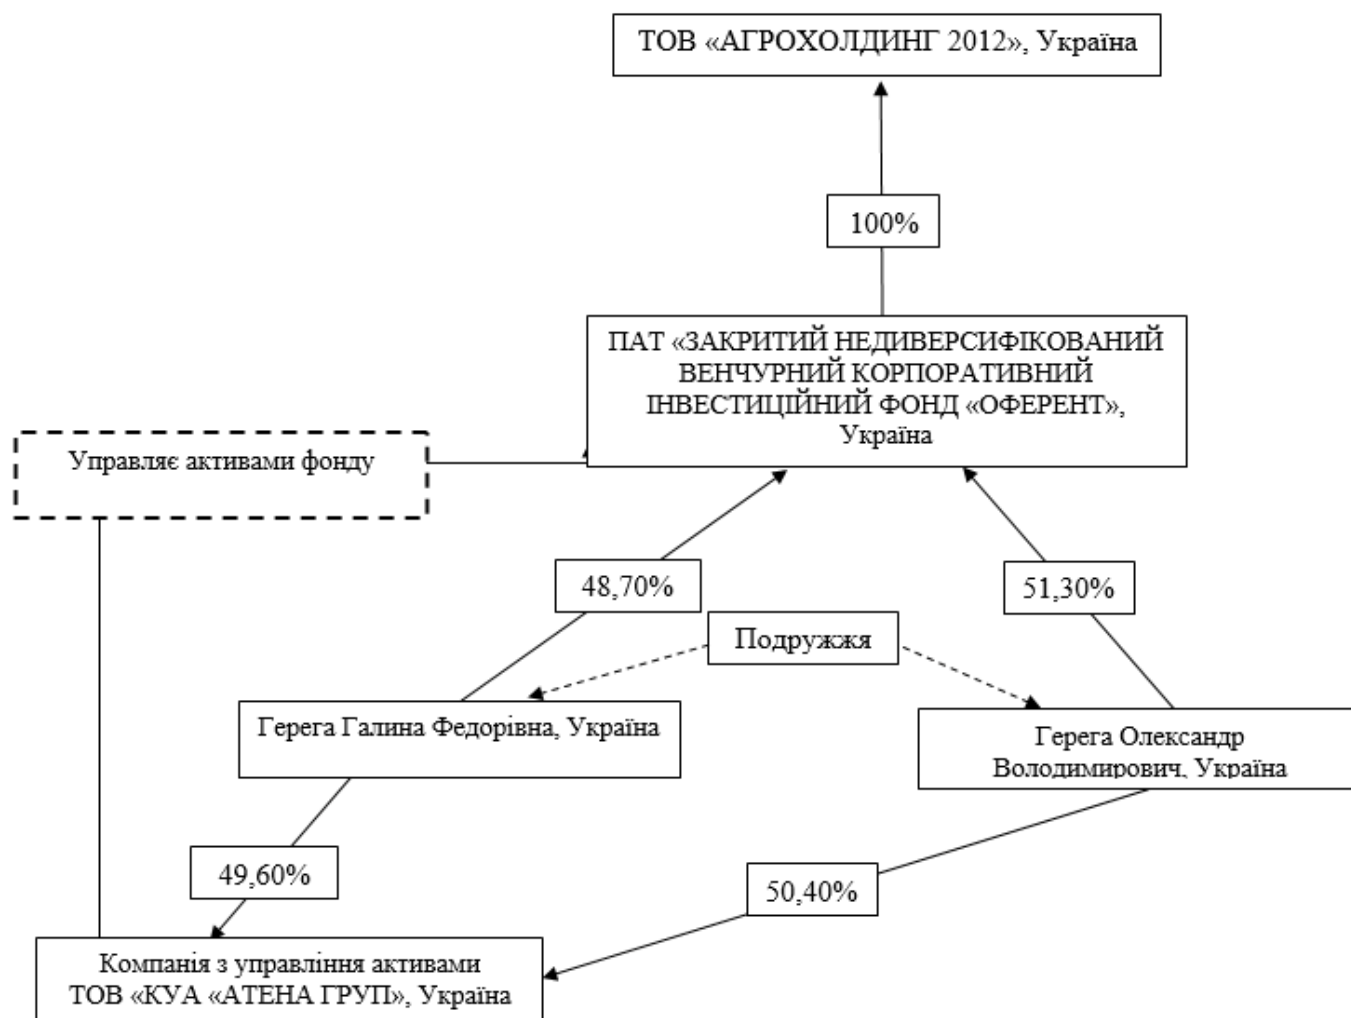 ТОВ «АГРОХОЛДИНГ 2012», Україна
100%
ПАТ «ЗАКРИТИЙ НЕДИВЕРСИФІКОВАНИЙ
ВЕНЧУРНИЙ КОРПОРАТИВНИЙ
ІНВЕСТИЦІЙНИЙ ФОНД «ОФЕРЕНТ»,
Україна
Управляє активами фонду
48,70%
51,30%
Подружжя
Герега Галина Федорівна, Україна
Герега Олександр
Володимирович, Україна
49,60%
50,40%
Компанія з управління активами
ТОВ «КУА «АТЕНА ГРУП», Україна